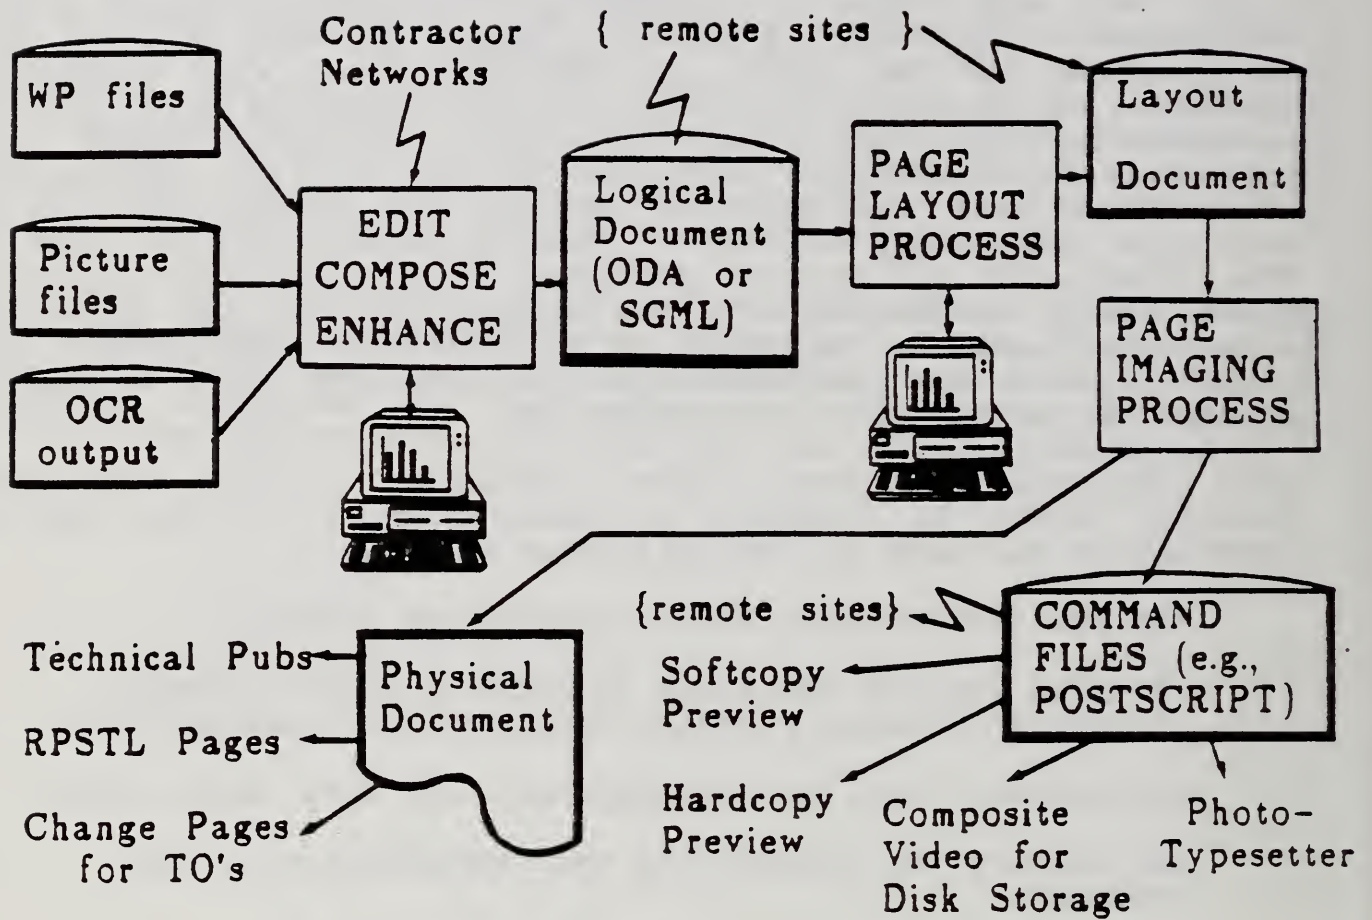 Contractor
Networks
{ remote sites }
WP files
Layout
Document
Picture
files
EDIT
COMPOSE
ENHANCE
Logical
Document
(ODA or
SGML)
PAGE
LAYOUT
PROCESS
PAGE
IMAGING
PROCESS
OCR
output
{remote sites}
COMMAND
FILES (e.g.,
POSTSCRIPT)
Technical Pubs
Physical
Document
Softcopy
Preview
RPSTL Pages
Hardcopy
Preview
Composite
Video for
Disk Storage
Photo-
Typesetter
Change Pages
for TO's